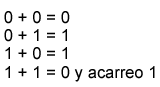 0 + 0 = 0
0 + 1 = 1
1 + 0 = 1
1 + 1 = 0 y acarreo 1